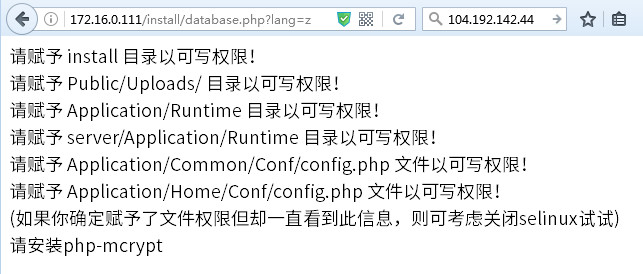 172.16.0.111/install/database.php?lang=z
104.192.142.44
请赋予 install 目录以可写权限！
请赋予 Public/Uploads/ 目录以可写权限！
请赋予 Application/Runtime 目录以可写权限！
请赋予 server/Application/Runtime 目录以可写权限！
请赋予 Application/Common/Conf/config.php 文件以可写权限！
请赋予 Application/Home/Conf/config.php 文件以可写权限！
(如果你确定赋予了文件权限但却一直看到此信息，则可考虑关闭selinux试试)
请安装php-mcrypt